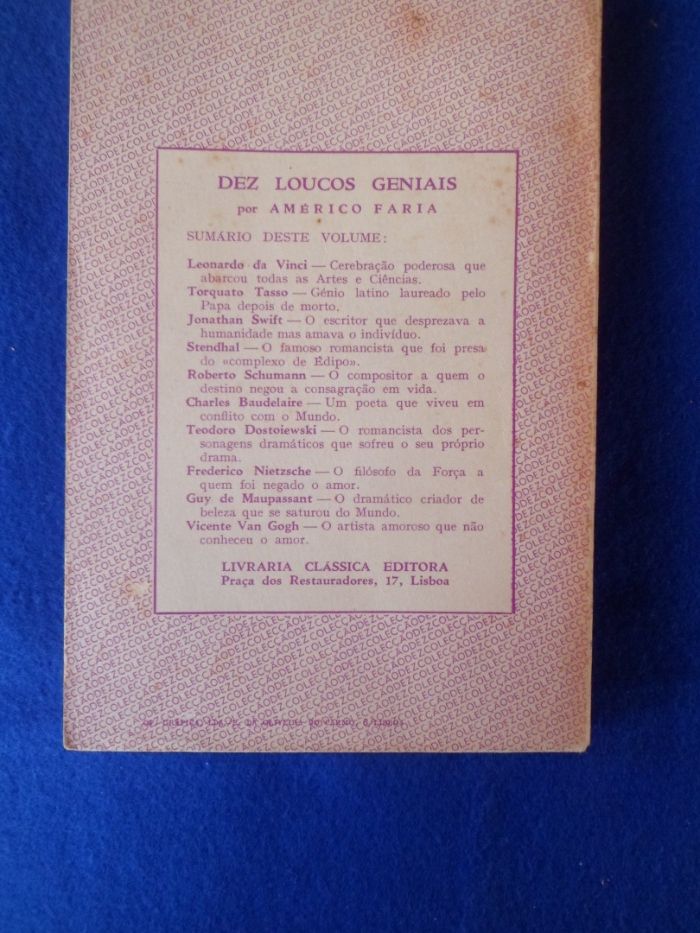 DEZ LOUCOS GENIAIS
por AMÉRICO FARIA
SUMÁRIO DESTE VOLUME:
Leonardo da Vinci — Cerebração poderosa que
abarcou todas as Artes e Ciências.
Torquato Tasso — Génio latino laureado pelo
Papa depois de morto.
Jonathan Swift — O escritor que desprezava a
humanidade mas amava o indivíduo.
Stendhal — O famoso romancista que foi presa
do «complexo de Édipo».
Roberto Schumann — O compositor a quem o
destino negou a consagração em vida.
Charles Baudelaire — Um poeta que viveu em
conflito com o Mundo.
Teodoro Dostoiewski — O romancista dos per-
sonagens dramáticos que sofreu o seu próprio
drama.
Frederico Nietzsche — O filósofo da Força a
quem foi negado o amor.
Guy de Maupassant — O dramático criador de
beleza que se saturou do Mundo.
Vicente Van Gogh — O artista amoroso que não
conheceu o amor.
LIVRARIA CLÁSSICA EDITORA
Praça dos Restauradores, 17, Lisboa